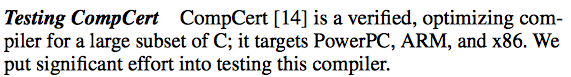 Testing CompCert CompCert [14] is a verified, optimizing com-
piler for a large subset of C; it targets PowerPC, ARM, and x86. We
put significant effort into testing this compiler.